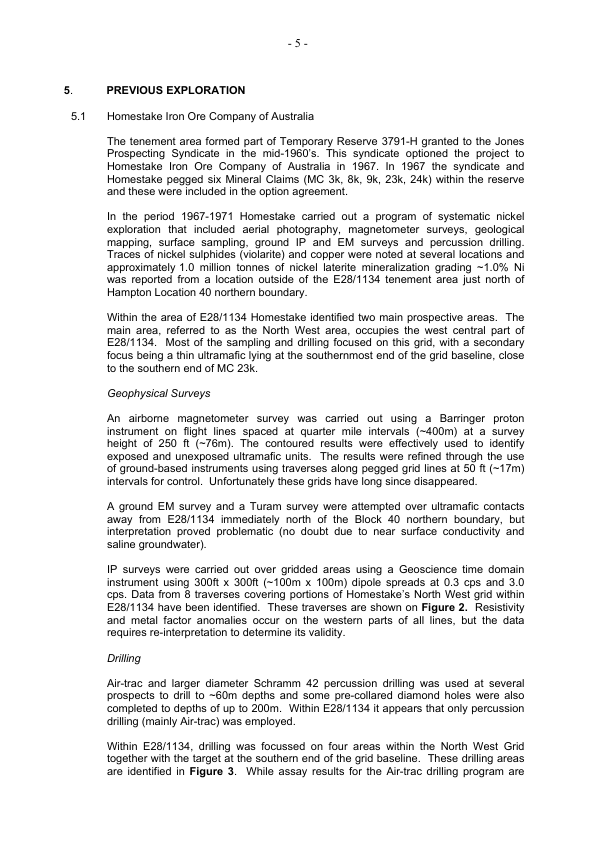 - 5 -
5. PREVIOUS EXPLORATION
5.1 Homestake Iron Ore Company of Australia
The tenement area formed part of Temporary Reserve 3791-H granted to the Jones
Prospecting Syndicate in the mid-1960's. This syndicate optioned the project to
Homestake Iron Ore Company of Australia in 1967. In 1967 the syndicate and
Homestake pegged six Mineral Claims (MC 3k, 8k, 9k, 23k, 24k) within the reserve
and these were included in the option agreement.
In the period 1967-1971 Homestake carried out a program of systematic nickel
exploration that included aerial photography, magnetometer surveys, geological
mapping, surface sampling, ground IP and EM surveys and percussion drilling.
Traces of nickel sulphides (violarite) and copper were noted at several locations and
approximately 1.0 million tonnes of nickel laterite mineralization grading ~1.0% Ni
was reported from a location outside of the E28/1134 tenement area just north of
Hampton Location 40 northern boundary.
Within the area of E28/1134 Homestake identified two main prospective areas. The
main area, referred to as the North West area, occupies the west central part of
E28/1134. Most of the sampling and drilling focused on this grid, with a secondary
focus being a thin ultramafic lying at the southernmost end of the grid baseline, close
to the southern end of MC 23k.
Geophysical Surveys
An airborne magnetometer survey was carried out using a Barringer proton
instrument on flight lines spaced at quarter mile intervals (~400m) at a survey
height of 250 ft (~76m). The contoured results were effectively used to identify
exposed and unexposed ultramafic units. The results were refined through the use
of ground-based instruments using traverses along pegged grid lines at 50 ft (~17m)
intervals for control. Unfortunately these grids have long since disappeared.
A ground EM survey and a Turam survey were attempted over ultramafic contacts
away from E28/1134 immediately north of the Block 40 northern boundary, but
interpretation proved problematic (no doubt due to near surface conductivity and
saline groundwater).
IP surveys were carried out over gridded areas using a Geoscience time domain
instrument using 300ft x 300ft (~100m x 100m) dipole spreads at 0.3 cps and 3.0
cps. Data from 8 traverses covering portions of Homestake's North West grid within
E28/1134 have been identified. These traverses are shown on Figure 2. Resistivity
and metal factor anomalies occur on the western parts of all lines, but the data
requires re-interpretation to determine its validity.
Drilling
Air-trac and larger diameter Schramm 42 percussion drilling was used at several
prospects to drill to ~60m depths and some pre-collared diamond holes were also
completed to depths of up to 200m. Within E28/1134 it appears that only percussion
drilling (mainly Air-trac) was employed.
Within E28/1134, drilling was focussed on four areas within the North West Grid
together with the target at the southern end of the grid baseline. These drilling areas
are identified in Figure 3. While assay results for the Air-trac drilling program are